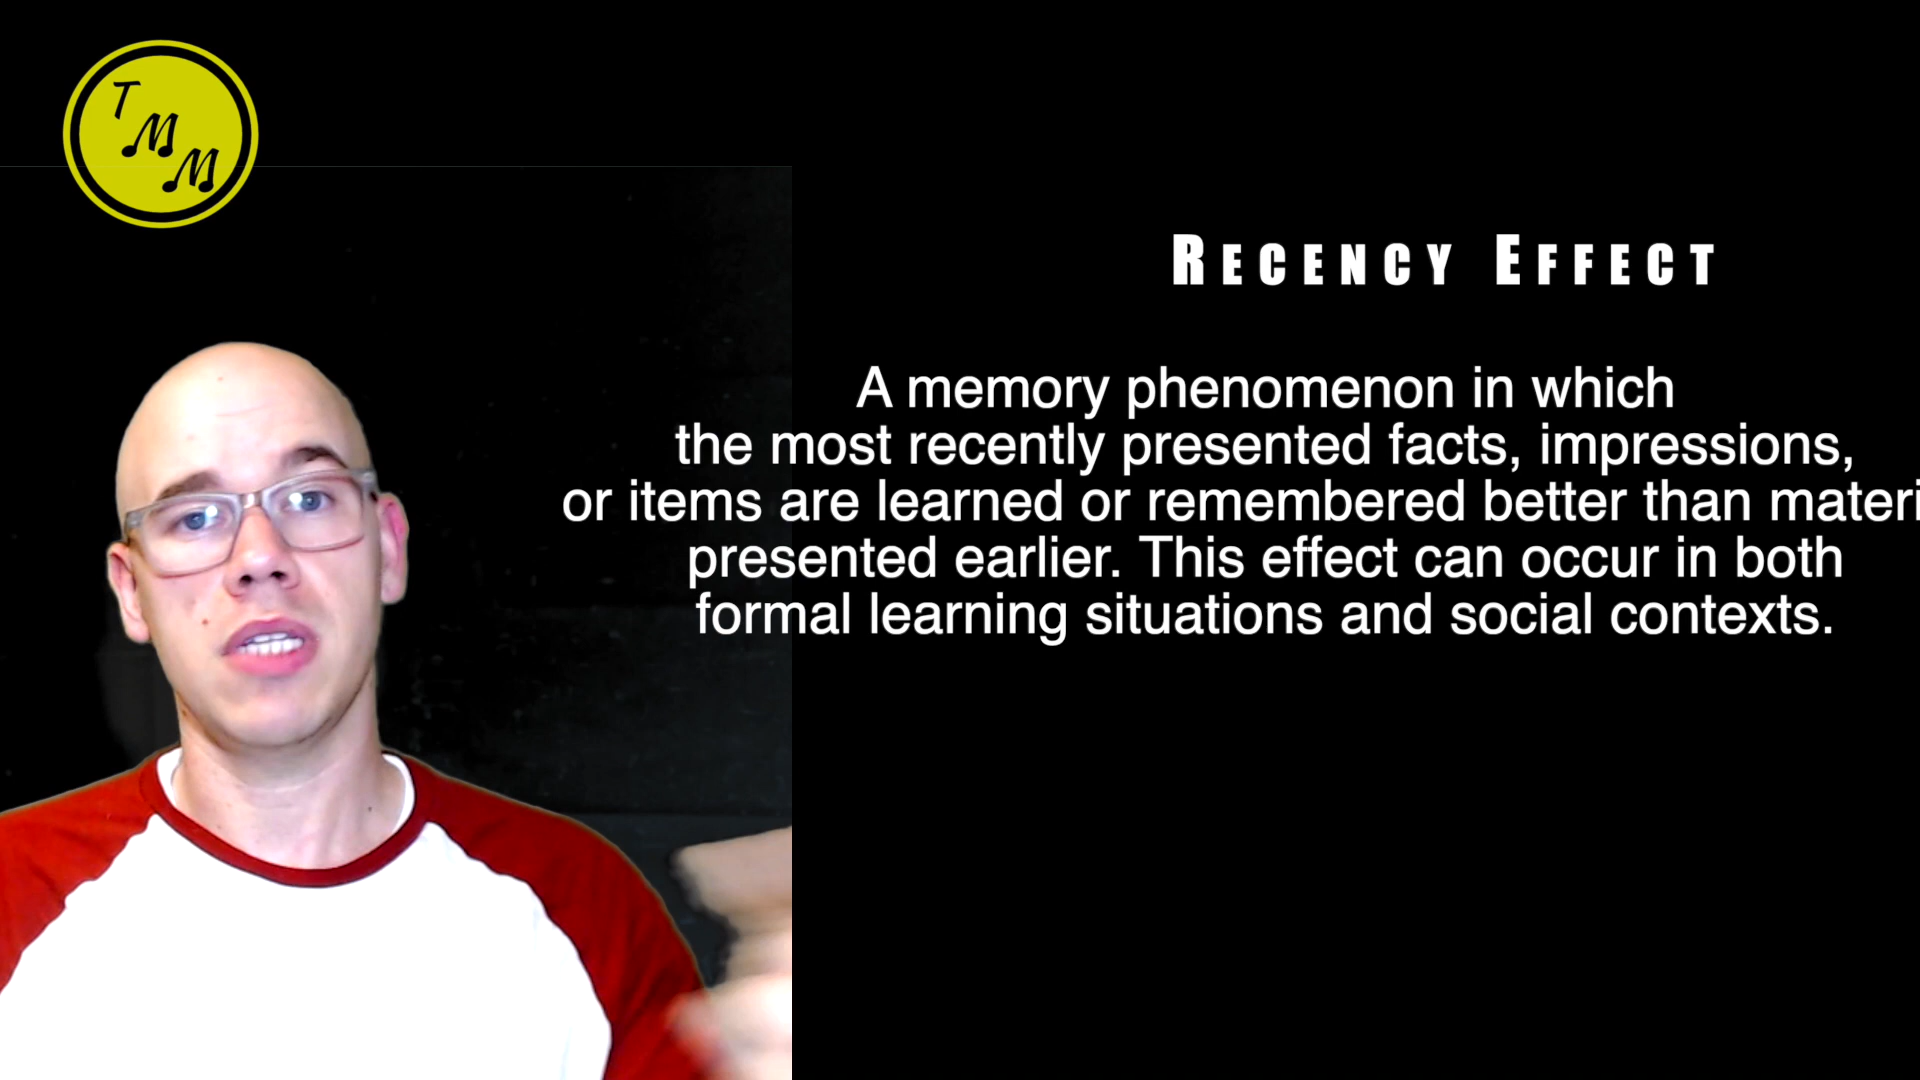 T
M
M
RECENCY EFFECT
A memory phenomenon in which
the most recently presented facts, impressions,
or items are learned or remembered better than materi
presented earlier. This effect can occur in both
formal learning situations and social contexts.